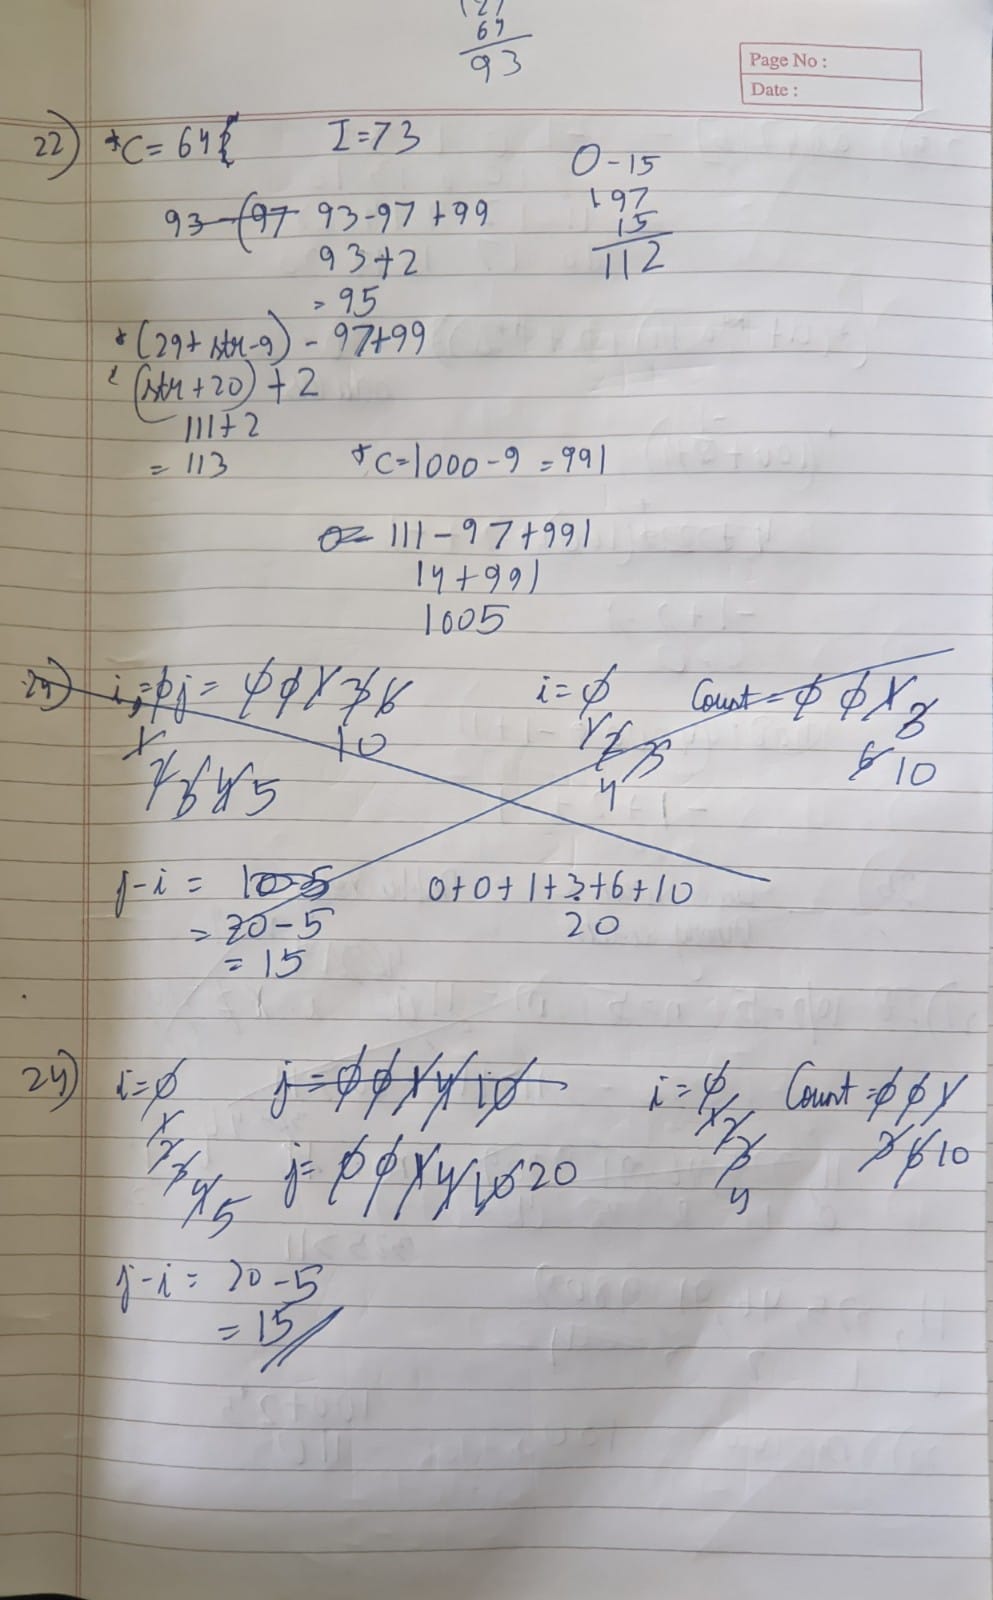 67
93
Page No :
Date :
22) *C = 64 I = 73
0 - 15
93 - (97 93-97+99
197
15
93+2
112
= 95
*(29+str-9) - 97+99
*(str+20) + 2
111+2
= 113 *C = 1000-9 = 991
0= 111-97+991
14+991
1005
24) i = 0 j = 0 0 1 3 6 i = 0 Count = 0 0 1 3
1 10 1 2 3 6 10
2 3 4 5 4
j-i = 10-5 0+0+1+3+6+10
= 20-5 20
= 15
24) i = 0 j = 0 0 1 4 10 i = 0 Count = 0 0 1
1 1 2 3 6 10
2 3 j = 0 0 1 4 10 20 3
4 5 4
j-i = 20-5
= 15